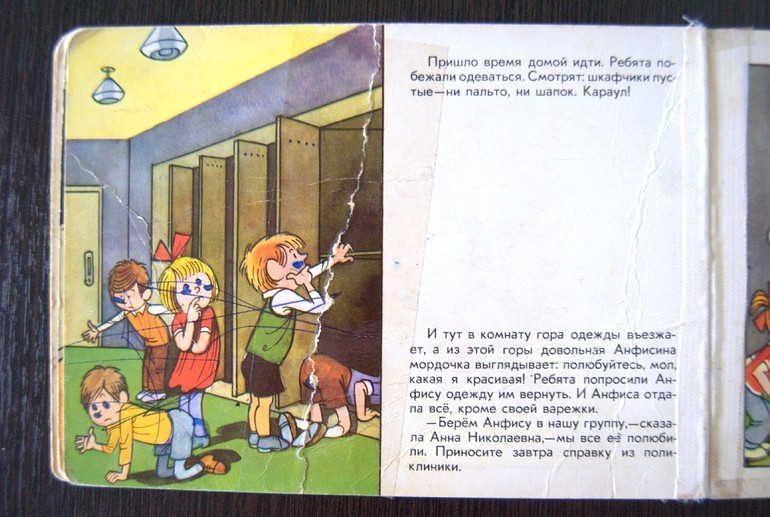 Пришло время домой идти. Ребята по-
бежали одеваться. Смотрят: шкафчики пус-
тые—ни пальто, ни шапок. Караул!
И тут в комнату гора одежды въезжа-
ет, а из этой горы довольная Анфисина
мордочка выглядывает: полюбуйтесь, мол,
какая я красивая! Ребята попросили Ан-
фису одежду им вернуть. И Анфиса отда-
ла всё, кроме своей варежки.
—Берём Анфису в нашу группу,—сказа-
ла Анна Николаевна,—мы все её полюби-
ли. Приносите завтра справку из поли-
клиники.